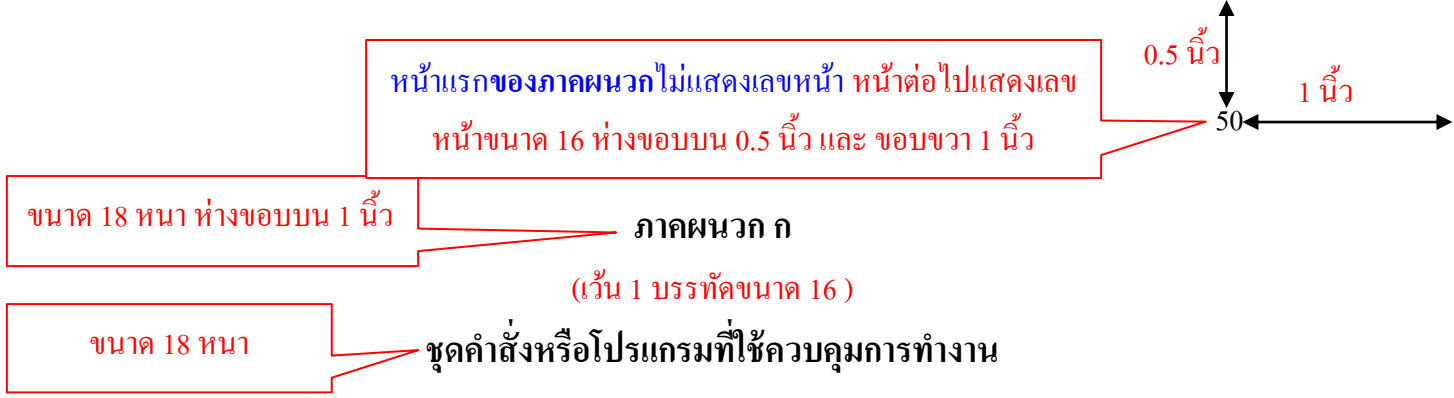 0.5 นิ้ว
หน้าแรกของภาคผนวกไม่แสดงเลขหน้า หน้าต่อไปแสดงเลข
หน้าขนาด 16 ห่างขอบบน 0.5 นิ้ว และ ขอบขวา 1 นิ้ว
1 นิ้ว
50
ขนาด 18 หนา ห่างขอบบน 1 นิ้ว
ภาคผนวก ก
(เว้น 1 บรรทัดขนาด 16 )
ขนาด 18 หนา
ชุดคำสั่งหรือโปรแกรมที่ใช้ควบคุมการทำงาน